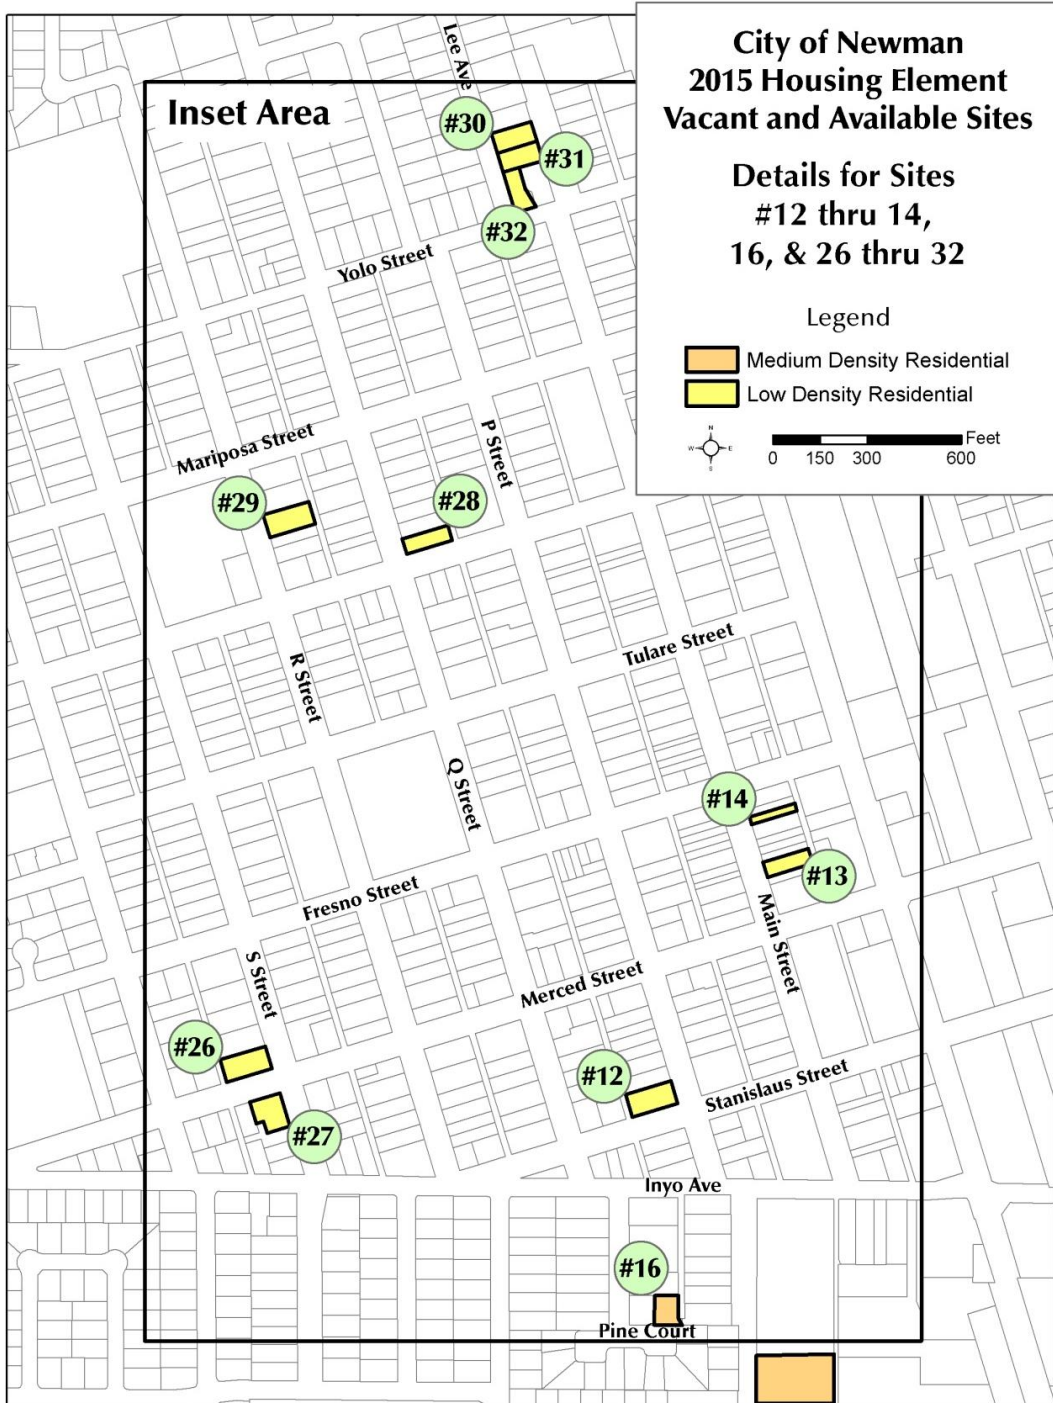 City of Newman
2015 Housing Element
Vacant and Available Sites
Details for Sites
#12 thru 14,
16, & 26 thru 32
Legend
Medium Density Residential
Low Density Residential
N
W E
S
Feet
0 150 300 600
Inset Area
Lee Ave
#30
#31
#32
Yolo Street
Mariposa Street
P Street
#29
#28
Tulare Street
R Street
Q Street
#14
#13
Fresno Street
Main Street
S Street
Merced Street
#26
#12
Stanislaus Street
#27
Inyo Ave
#16
Pine Court